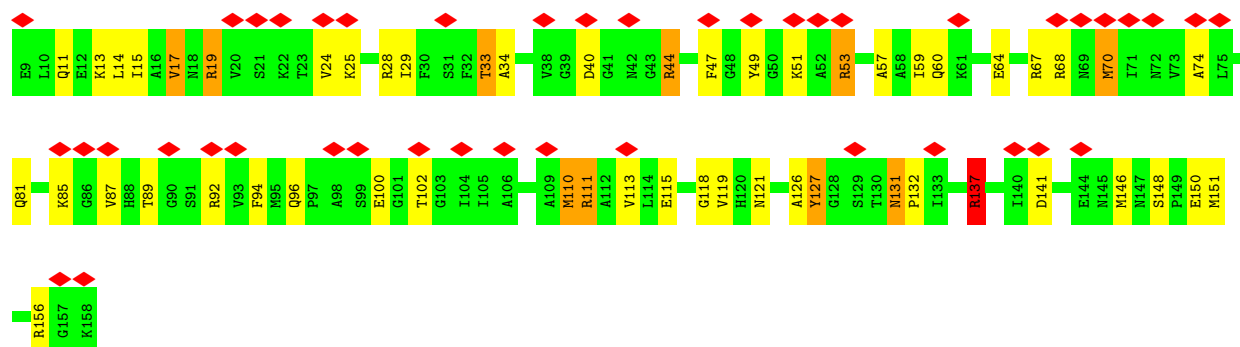 E9 L10 Q11 E12 K13 L14 I15 A16 V17 N18 R19 V20 S21 K22 T23 V24 K25 R28 I29 F30 S31 F32 T33 A34 V38 G39 D40 G41 N42 G43 R44 F47 G48 Y49 G50 K51 A52 R53 A57 A58 I59 Q60 K61 E64 R67 R68 N69 M70 I71 N72 V73 A74 L75
Q81 K85 G86 V87 H88 T89 G90 S91 R92 V93 F94 M95 Q96 P97 A98 S99 E100 G101 T102 G103 I104 I105 A106 A109 M110 R111 A112 V113 L114 E115 G118 V119 H120 N121 A126 Y127 G128 S129 T130 N131 P132 I133 R137 I140 D141 E144 N145 M146 N147 S148 P149 E150 M151
R156 G157 K158